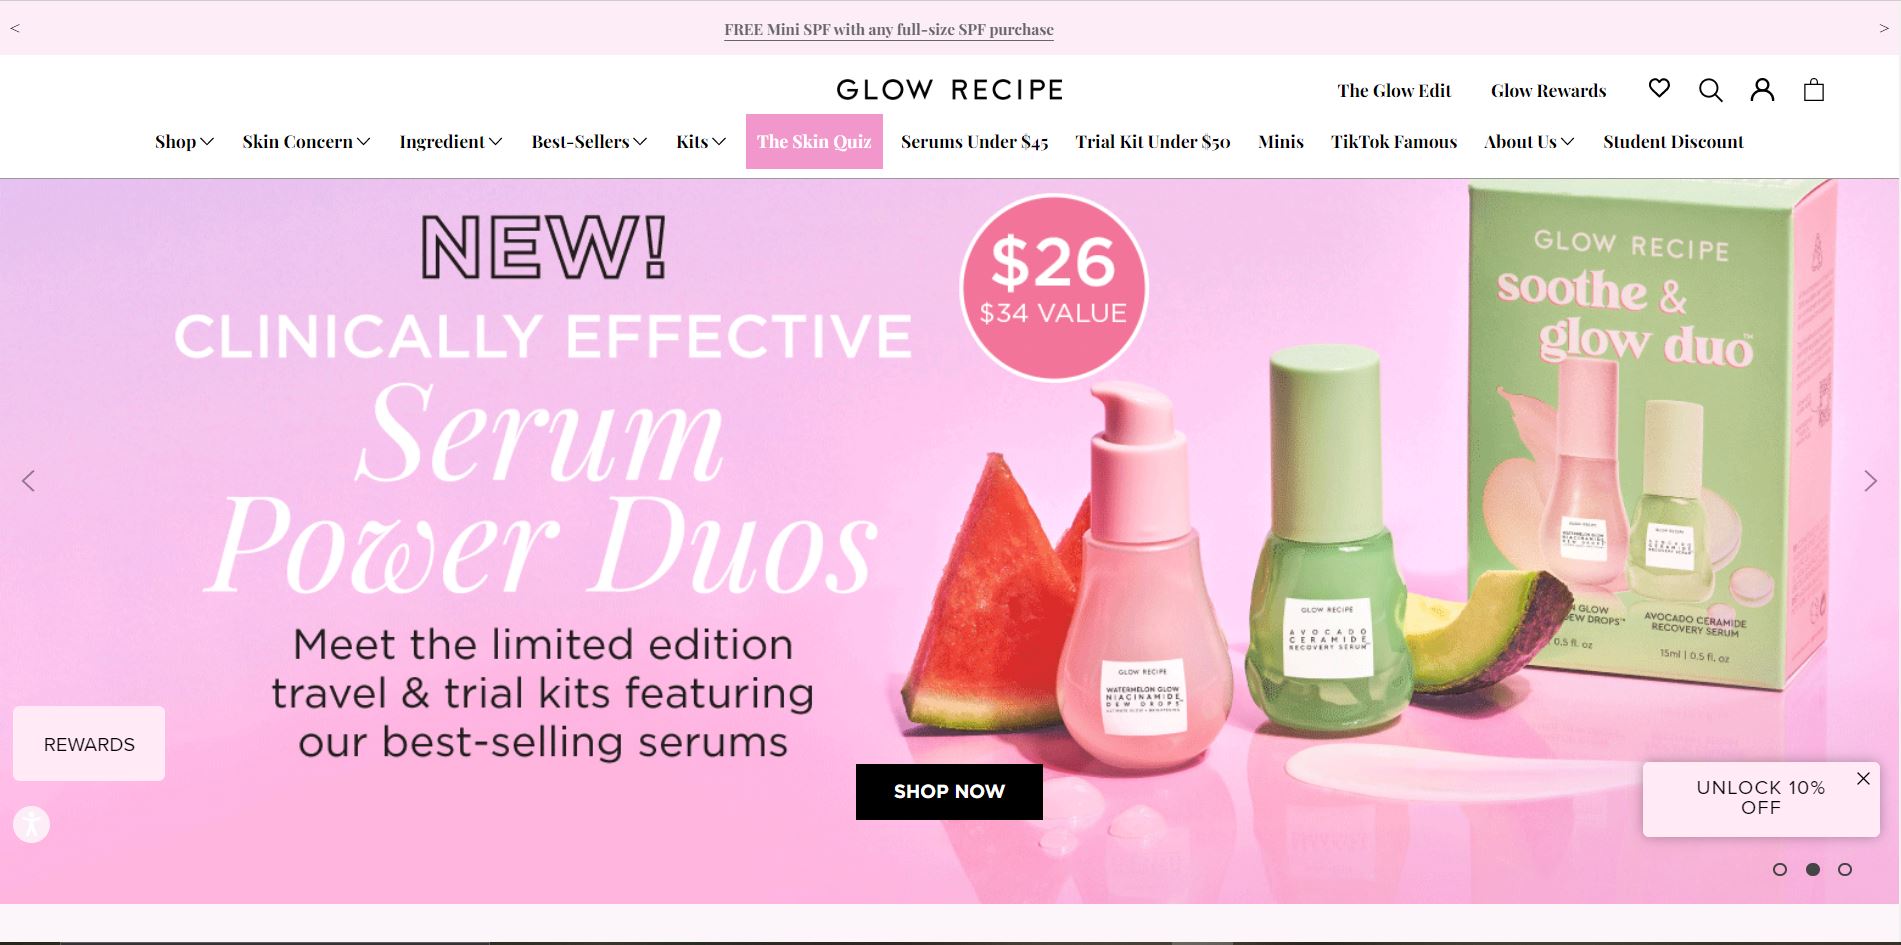 FREE Mini SPF with any full-size SPF purchase
GLOW RECIPE
The Glow Edit
Glow Rewards
Shop
Skin Concern
Ingredient
Best-Sellers
Kits
The Skin Quiz
Serums Under $45
Trial Kit Under $50
Minis
TikTok Famous
About Us
Student Discount
NEW!
CLINICALLY EFFECTIVE
Serum
Power Duos
Meet the limited edition
travel & trial kits featuring
our best-selling serums
$26
$34 VALUE
SHOP NOW
GLOW RECIPE
WATERMELON GLOW
NIACINAMIDE
DEW DROPS™
GLOW RECIPE
AVOCADO
CERAMIDE
RECOVERY SERUM™
GLOW RECIPE
soothe &
glow duo™
GLOW
DEW DROPS™
0.5 fl. oz
AVOCADO CERAMIDE
RECOVERY SERUM
15ml | 0.5 fl. oz
REWARDS
UNLOCK 10%
OFF